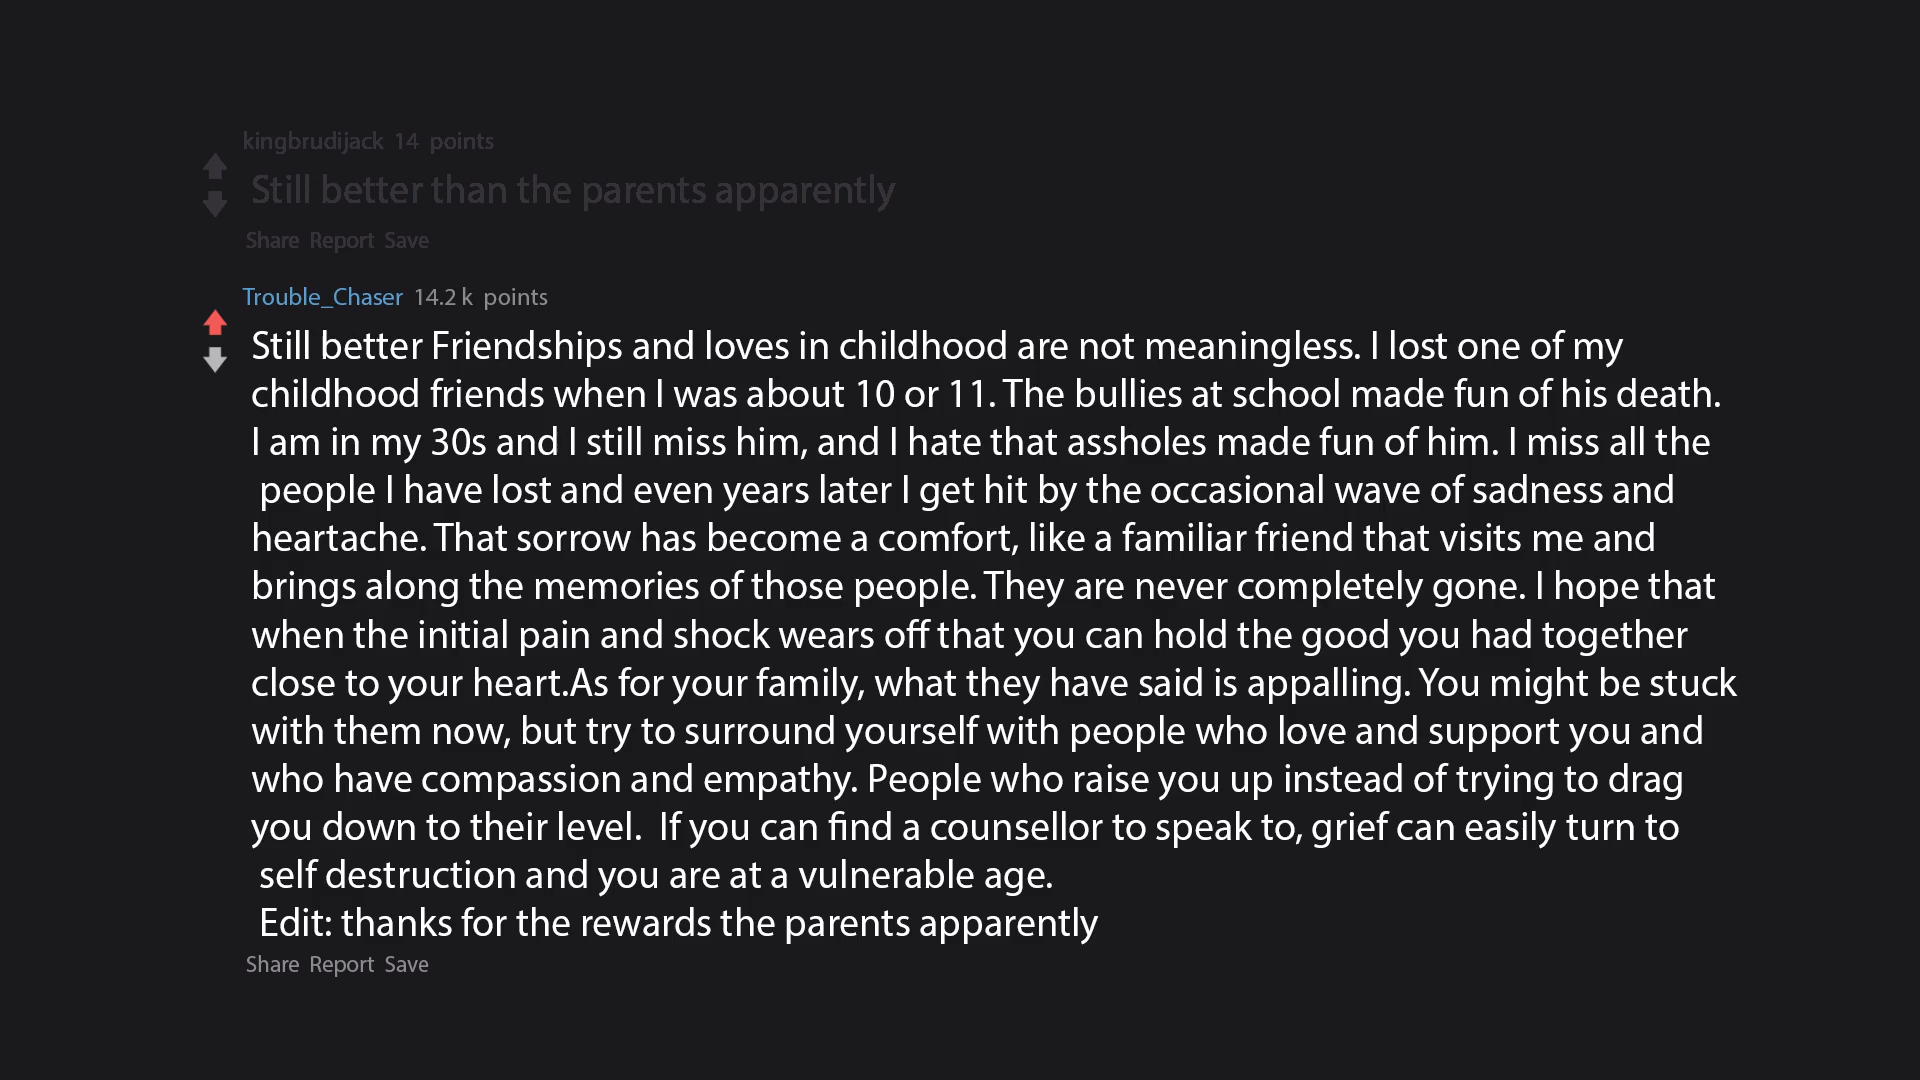 kingbrudijack 14 points
Still better than the parents apparently
Share Report Save
Trouble_Chaser 14.2 k points
Still better Friendships and loves in childhood are not meaningless. I lost one of my
childhood friends when I was about 10 or 11. The bullies at school made fun of his death.
I am in my 30s and I still miss him, and I hate that assholes made fun of him. I miss all the
people I have lost and even years later I get hit by the occasional wave of sadness and
heartache. That sorrow has become a comfort, like a familiar friend that visits me and
brings along the memories of those people. They are never completely gone. I hope that
when the initial pain and shock wears off that you can hold the good you had together
close to your heart.As for your family, what they have said is appalling. You might be stuck
with them now, but try to surround yourself with people who love and support you and
who have compassion and empathy. People who raise you up instead of trying to drag
you down to their level.  If you can find a counsellor to speak to, grief can easily turn to
self destruction and you are at a vulnerable age.
Edit: thanks for the rewards the parents apparently
Share Report Save